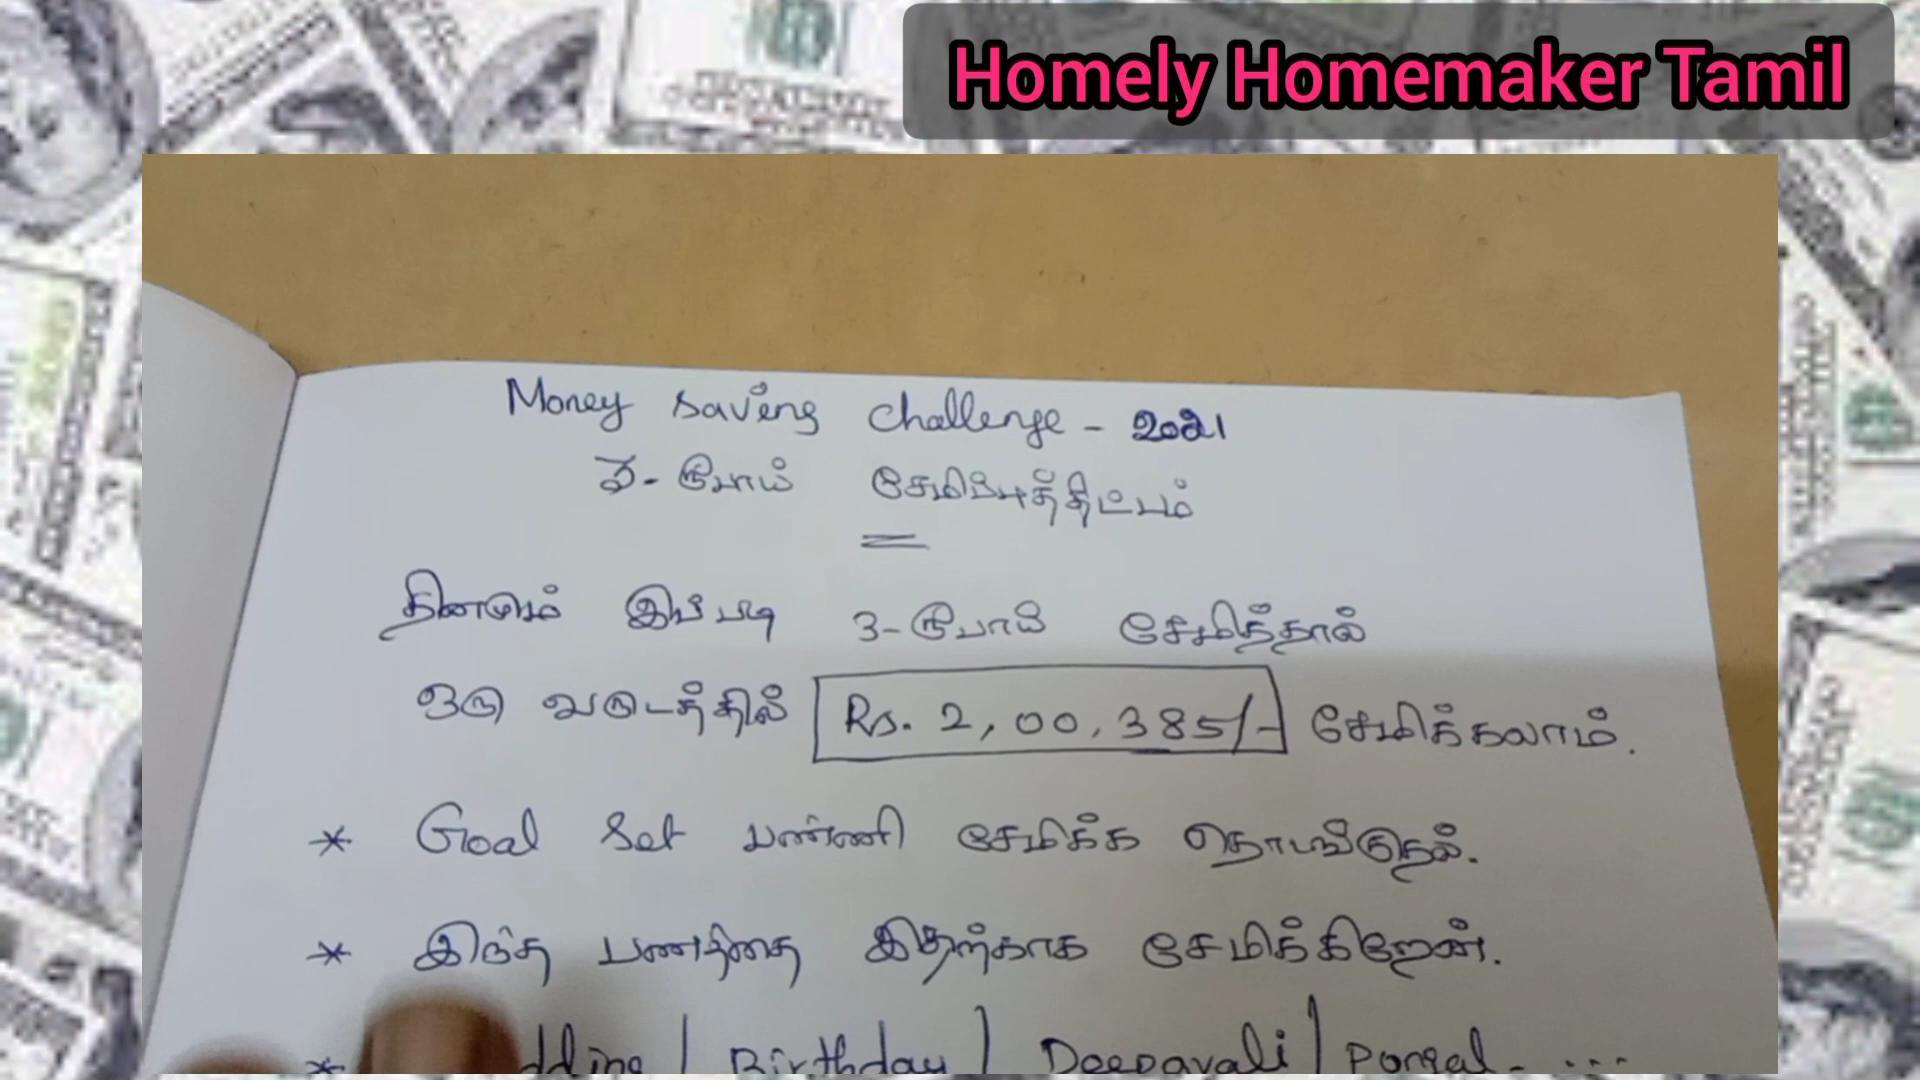 Homely Homemaker Tamil
Money saving challenge - 2021
3- ரூபாய் சேமிப்புத்திட்டம்
தினமும் இப்படி 3-ரூபாய் சேமித்தால்
ஒரு வருடத்தில் Rs. 2,00,385/- சேமிக்கலாம்.
* Goal Set பண்ணி சேமிக்க தொடங்குதல்.
* இந்த பணத்தை இதற்காக சேமிக்கிறேன்.
* / Birthday / Deepavali / Pongal - ....